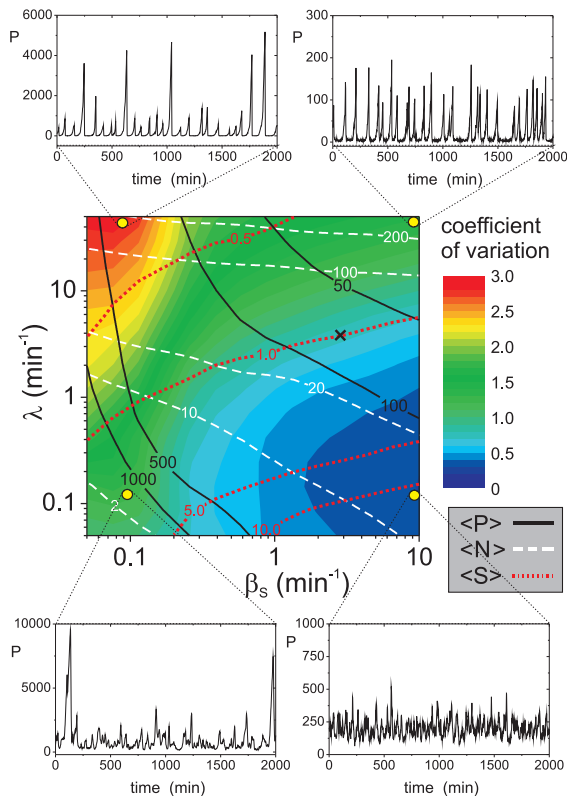 P
6000
4000
2000
0
0 500 1000 1500 2000
time (min)
P
300
200
100
0
0 500 1000 1500 2000
time (min)
λ (min⁻¹)
10
1
0.1
0.1 1 10
βS (min⁻¹)
0.5
200
100
50
1.0
20
10
100
500
1000
2
5.0
10.0
coefficient
of variation
3.0
2.5
2.0
1.5
1.0
0.5
0
<P>
<N>
<S>
P
10000
7500
5000
2500
0
0 500 1000 1500 2000
time (min)
P
1000
750
500
250
0
0 500 1000 1500 2000
time (min)